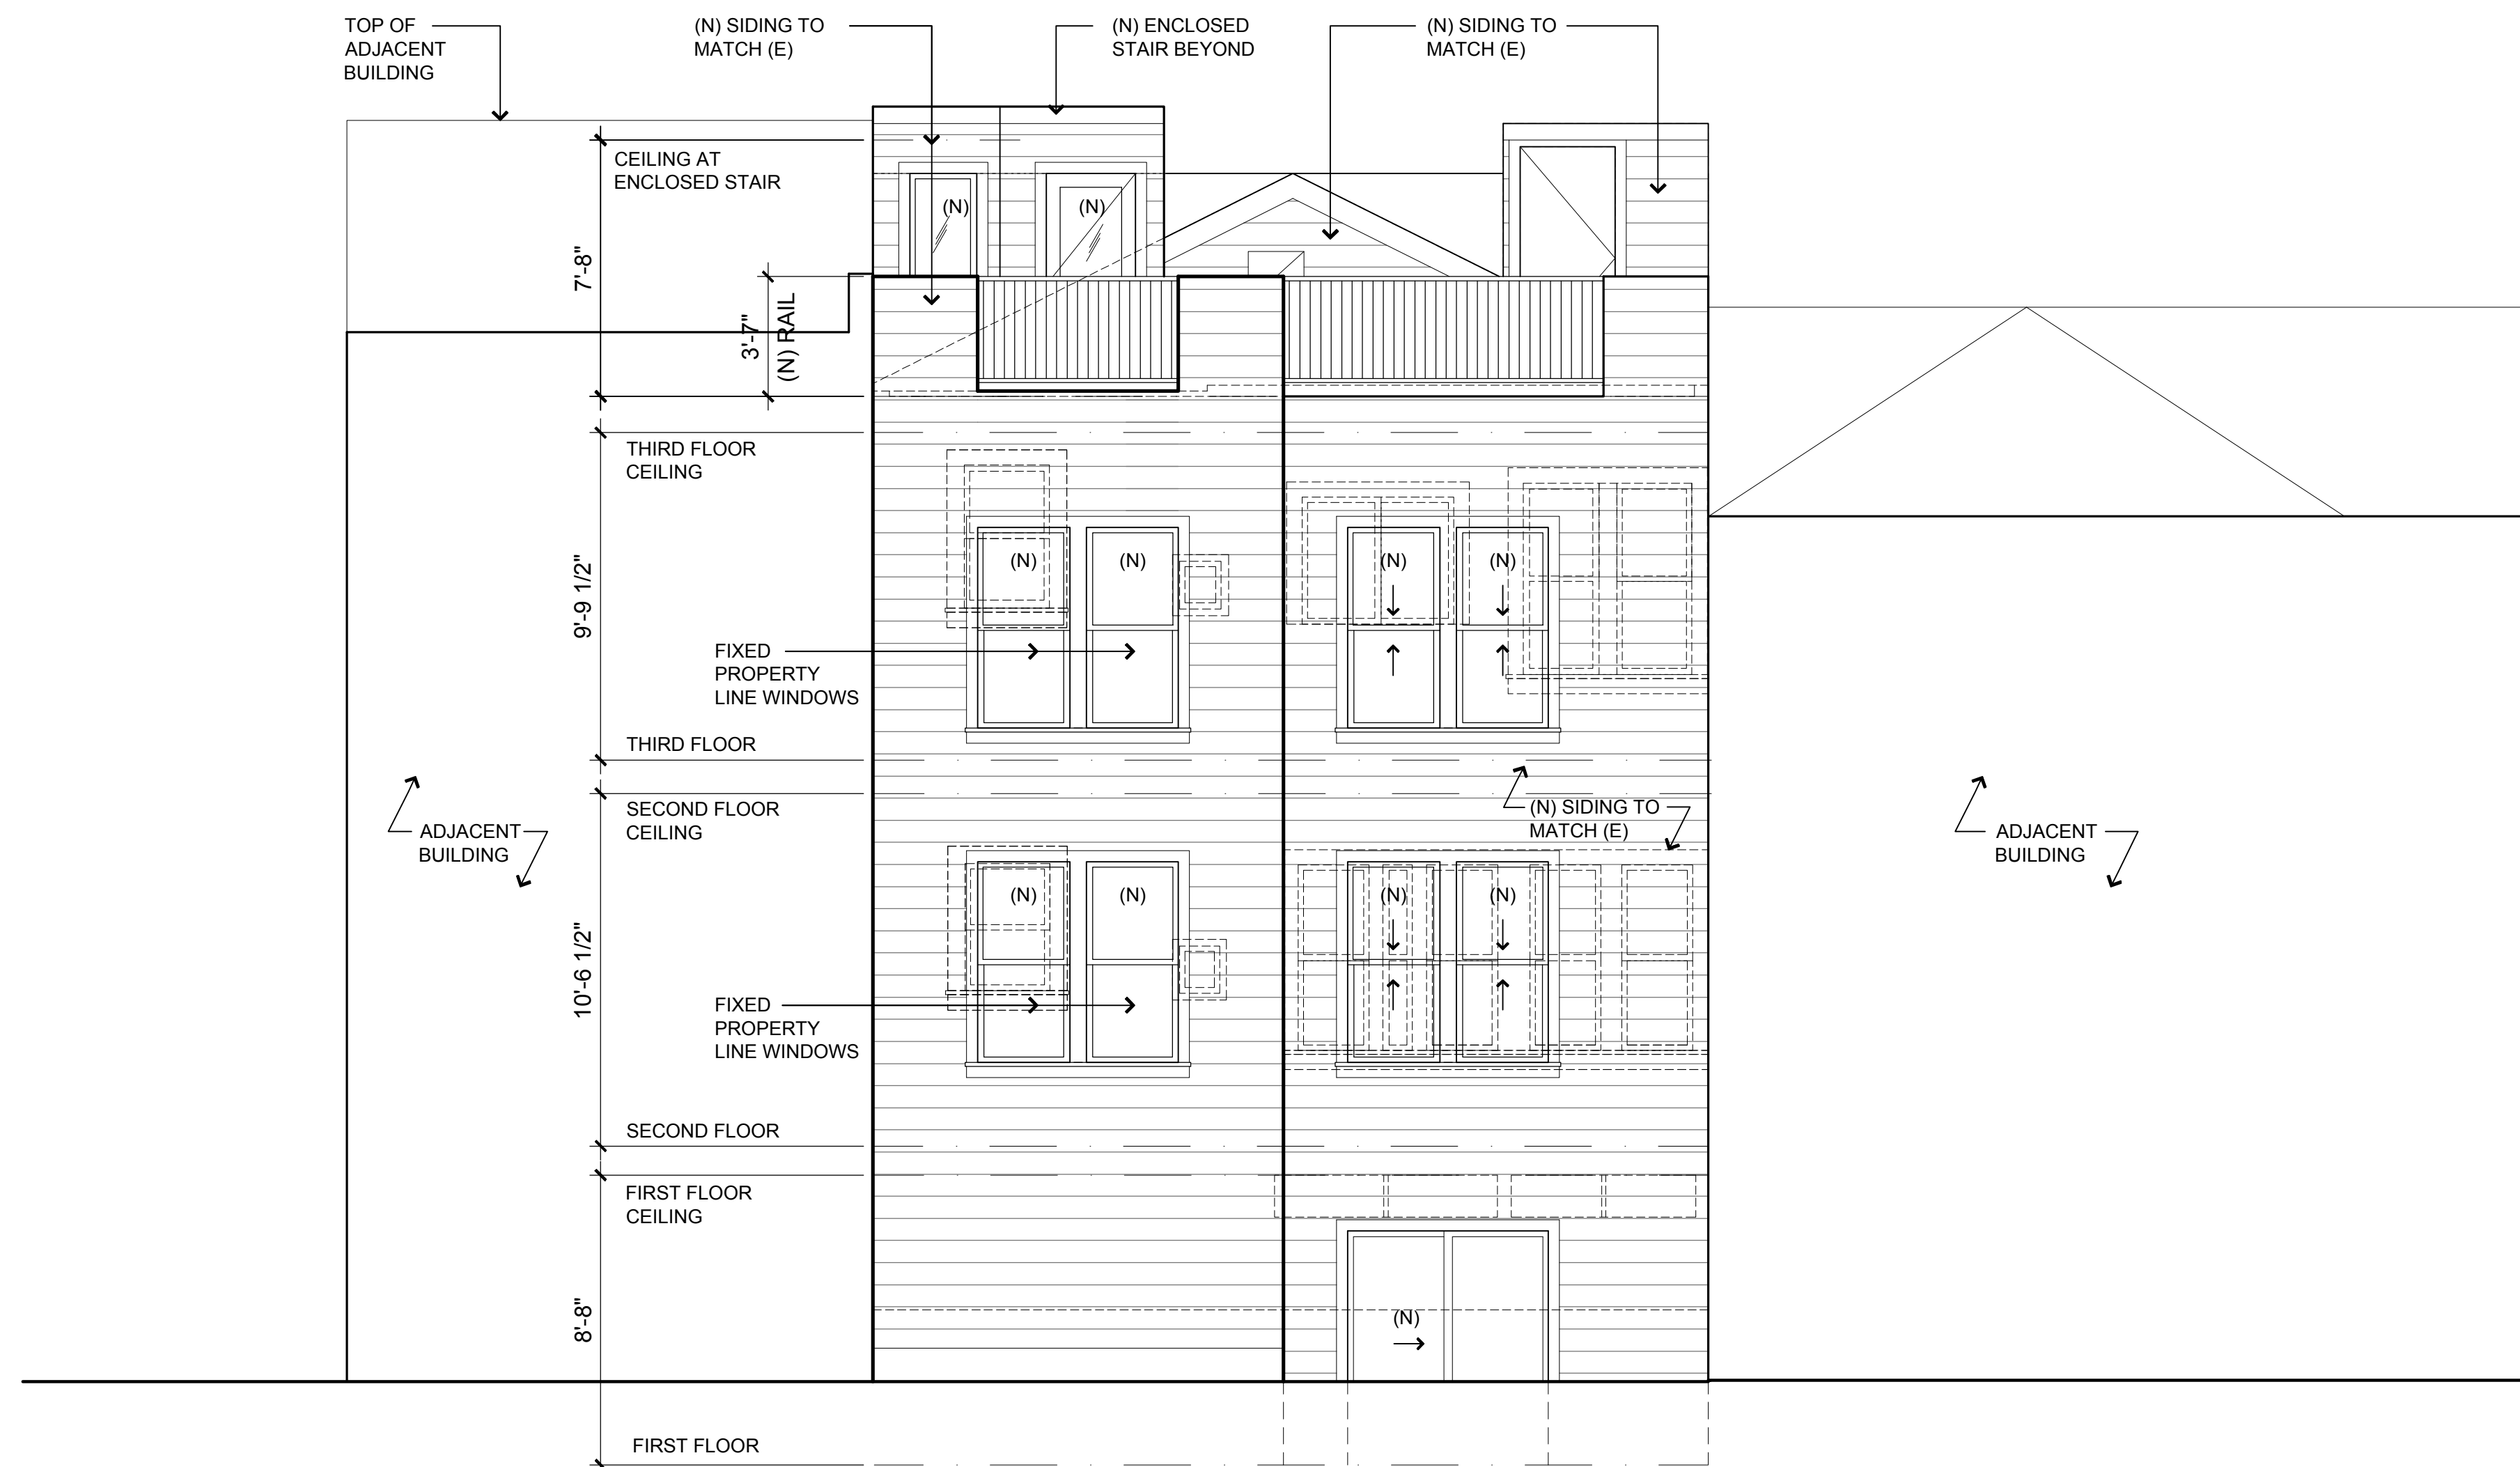 TOP OF
ADJACENT
BUILDING
(N) SIDING TO
MATCH (E)
(N) ENCLOSED
STAIR BEYOND
(N) SIDING TO
MATCH (E)
CEILING AT
ENCLOSED STAIR
7'-8"
(N)
(N)
3'-7"
(N) RAIL
THIRD FLOOR
CEILING
9'-9 1/2"
(N)
(N)
(N)
(N)
FIXED
PROPERTY
LINE WINDOWS
THIRD FLOOR
SECOND FLOOR
CEILING
(N) SIDING TO
MATCH (E)
ADJACENT
BUILDING
ADJACENT
BUILDING
(N)
(N)
(N)
(N)
10'-6 1/2"
FIXED
PROPERTY
LINE WINDOWS
SECOND FLOOR
FIRST FLOOR
CEILING
8'-8"
(N)
FIRST FLOOR